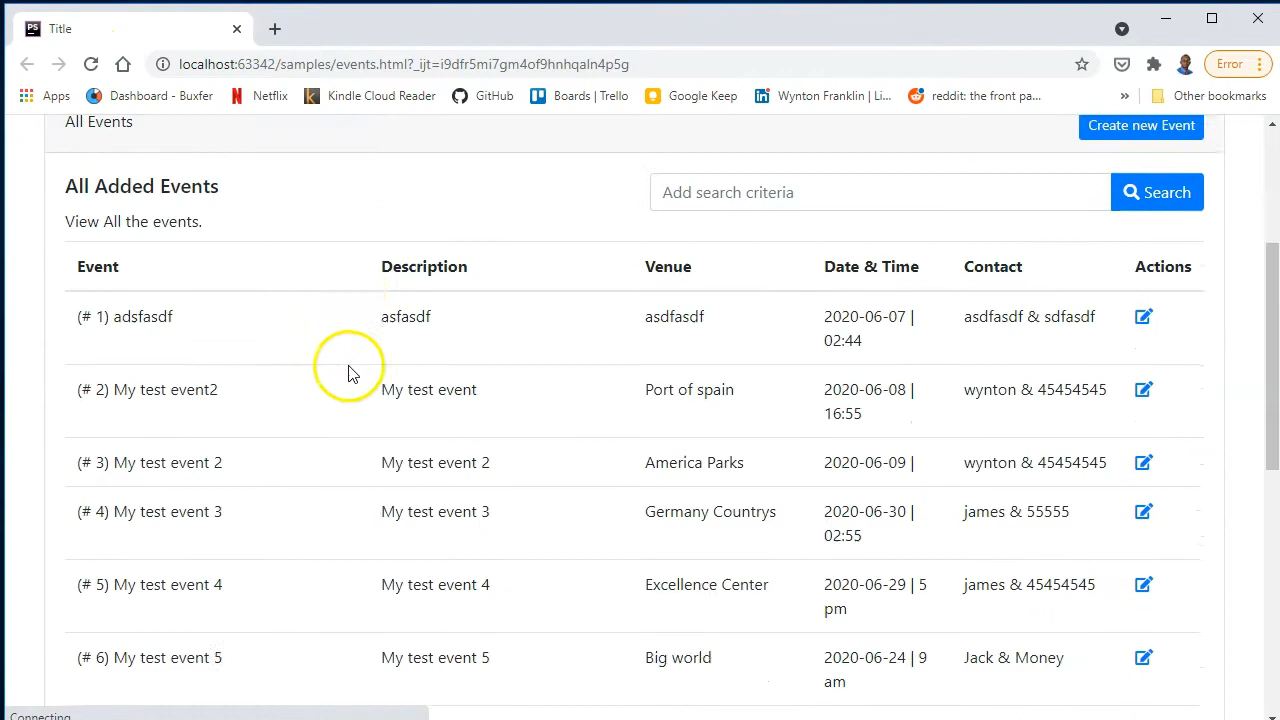 PS Title
localhost:63342/samples/events.html?_ijt=i9dfr5mi7gm4of9hnhqaln4p5g Error
Apps Dashboard - Buxfer Netflix Kindle Cloud Reader GitHub Boards | Trello Google K Wynton Franklin | Li... reddit: the front pa... » Other bookmarks
All Events Create new Event
All Added Events Add search criteria Search
View All the events.
Event Description Venue Date & Time Contact Actions
(# 1) adsfasdf asfasdf asdfasdf 2020-06-07 | asdfasdf & sdfasdf
02:44
(# 2) My test event2 My test event Port of spain 2020-06-08 | wynton & 45454545
16:55
(# 3) My test event 2 My test event 2 America Parks 2020-06-09 | wynton & 45454545
(# 4) My test event 3 My test event 3 Germany Countrys 2020-06-30 | james & 55555
02:55
(# 5) My test event 4 My test event 4 Excellence Center 2020-06-29 | 5 james & 45454545
pm
(# 6) My test event 5 My test event 5 Big world 2020-06-24 | 9 Jack & Money
am
Connecting